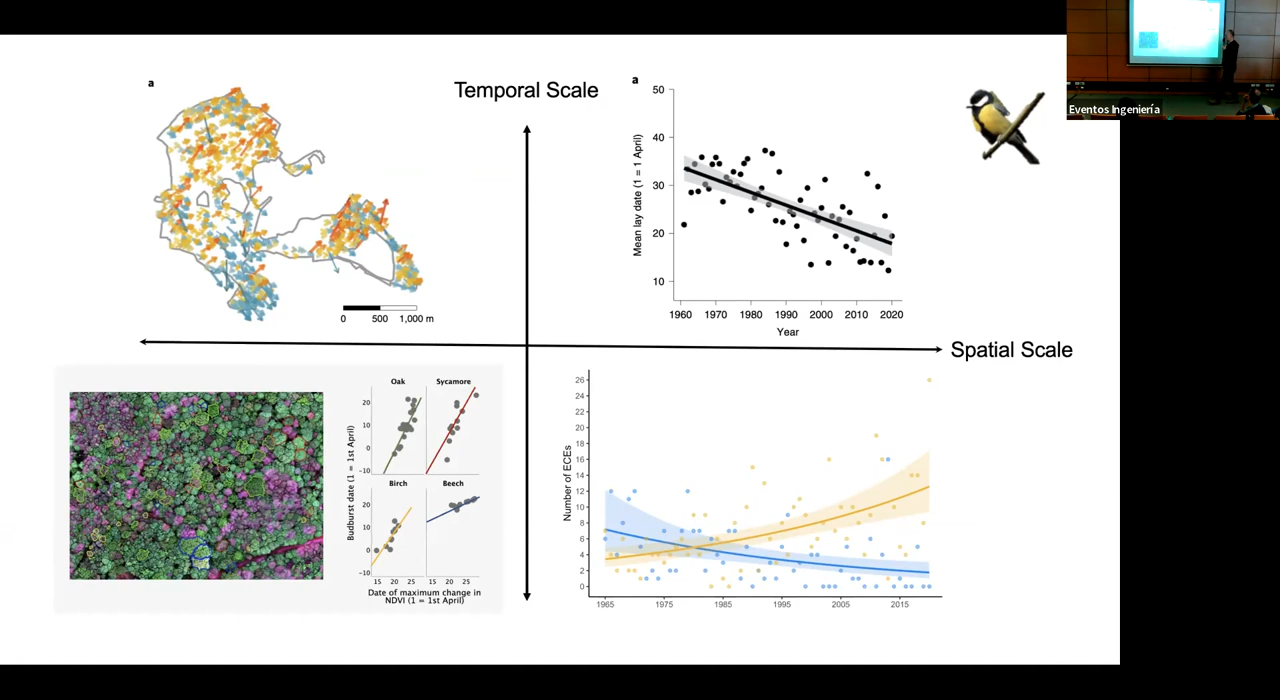 Eventos Ingeniería
a
Temporal Scale
0 500 1,000 m
a
Mean lay date (1 = 1 April)
50
40
30
20
10
1960 1970 1980 1990 2000 2010 2020
Year
Spatial Scale
Oak Sycamore
20
10
0
-10
Birch Beech
20
10
0
-10
15 20 25 15 20 25
Budburst date (1 = 1st April)
Date of maximum change in
NDVI (1 = 1st April)
Number of ECEs
26
24
22
20
18
16
14
12
10
8
6
4
2
0
1965 1975 1985 1995 2005 2015